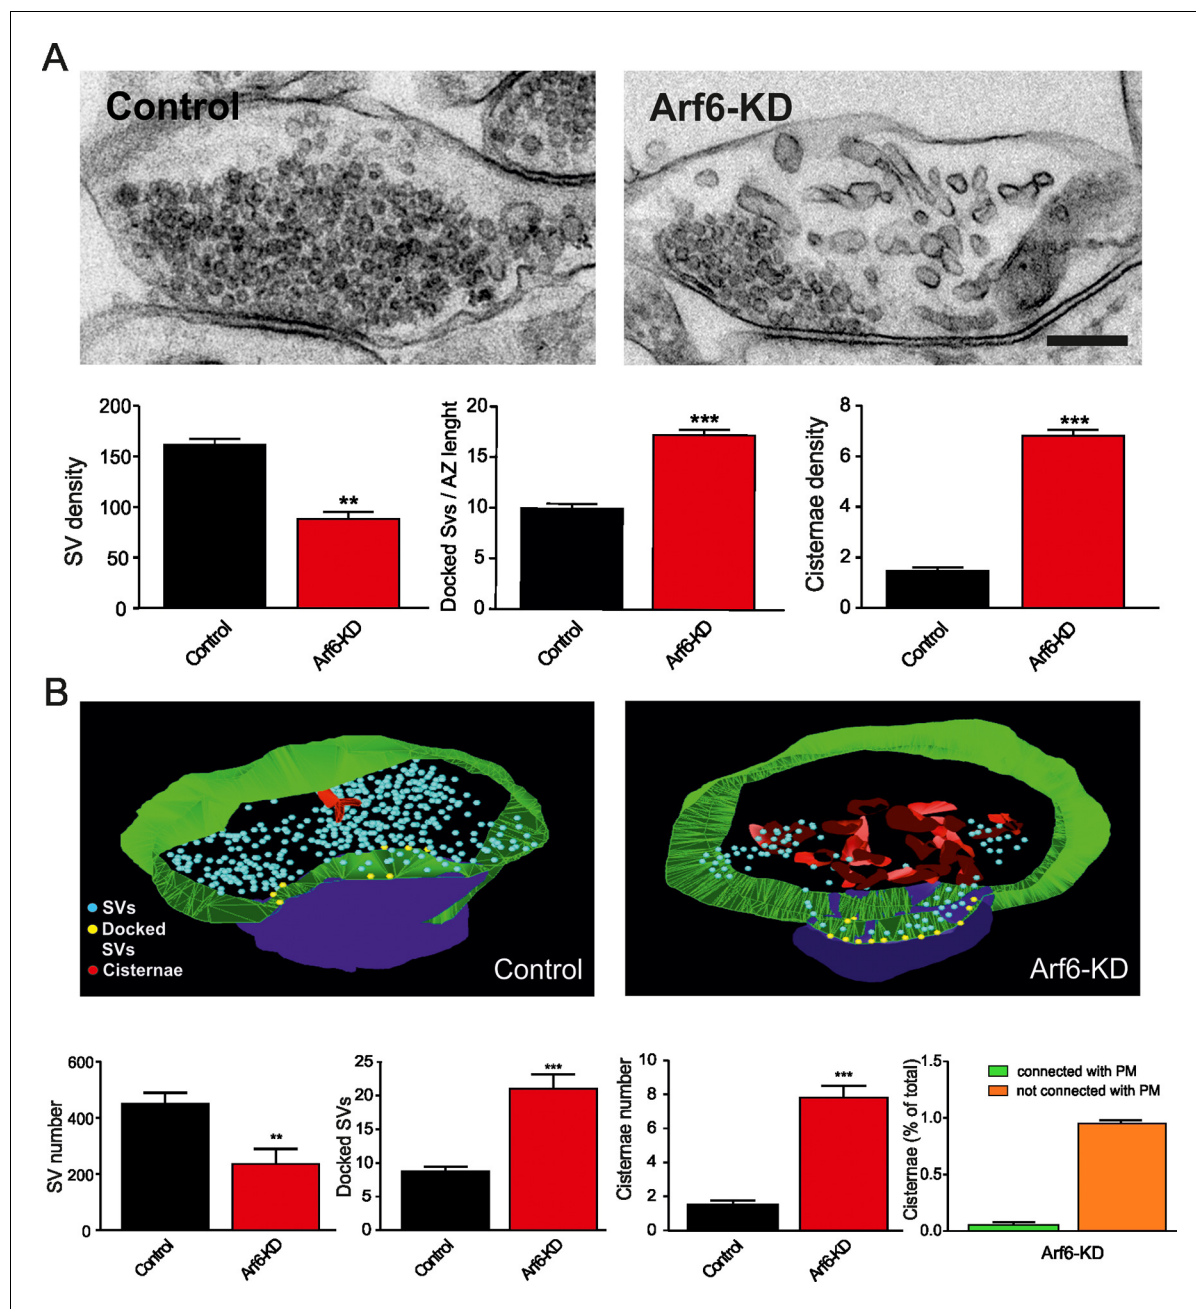 A
Control
Arf6-KD
SV density
200
150
100
50
0
**
Control
Arf6-KD
Docked Svs / AZ lenght
20
15
10
5
0
***
Control
Arf6-KD
Cisternae density
8
6
4
2
0
***
Control
Arf6-KD
B
SVs
Docked
SVs
Cisternae
Control
Arf6-KD
SV number
600
400
200
0
**
Control
Arf6-KD
Docked SVs
25
20
15
10
5
0
***
Control
Arf6-KD
Cisternae number
10
8
6
4
2
0
***
Control
Arf6-KD
Cisternae (% of total)
1.5
1.0
0.5
0.0
connected with PM
not connected with PM
Arf6-KD